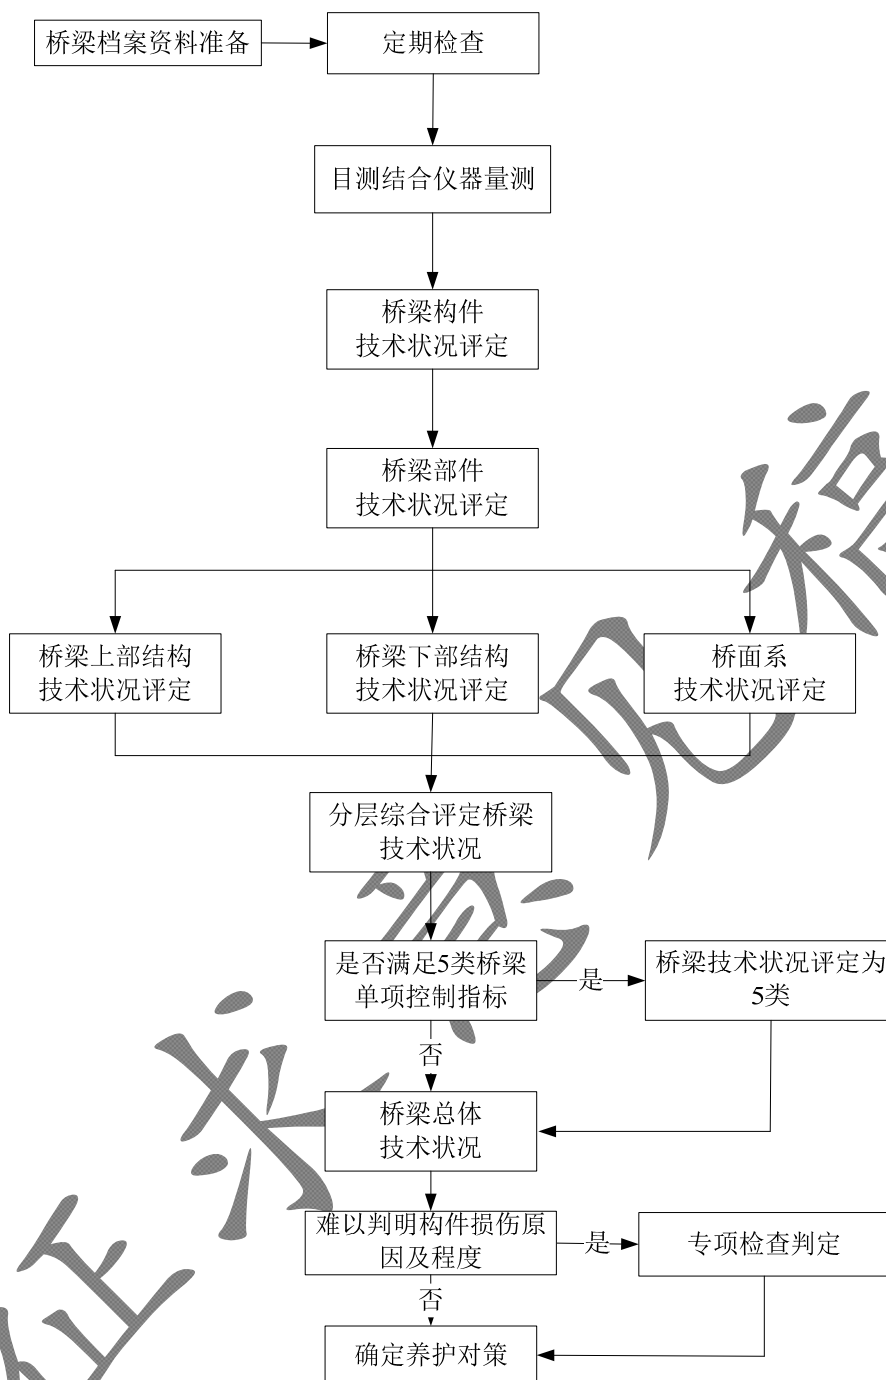 桥梁档案资料准备
定期检查
目测结合仪器量测
桥梁构件
技术状况评定
桥梁部件
技术状况评定
桥梁上部结构
技术状况评定
桥梁下部结构
技术状况评定
桥面系
技术状况评定
分层综合评定桥梁
技术状况
是否满足5类桥梁
单项控制指标
是
桥梁技术状况评定为
5类
否
桥梁总体
技术状况
难以判明构件损伤原
因及程度
是
专项检查判定
否
确定养护对策
征求意见稿